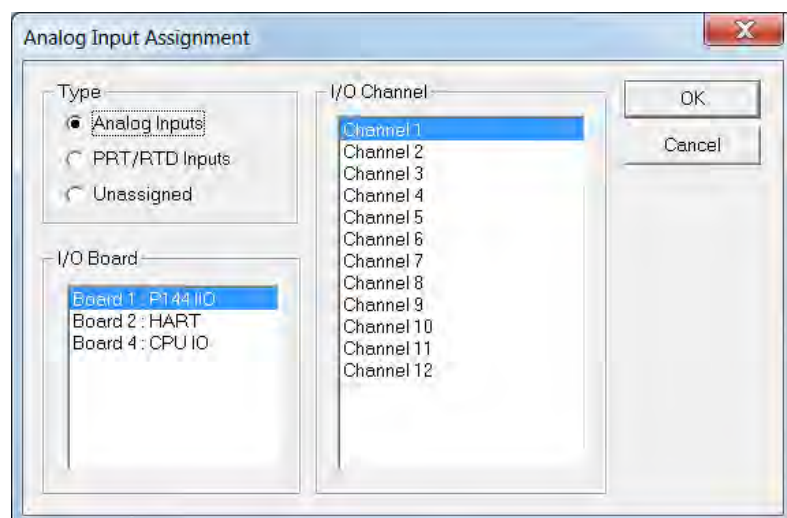 Analog Input Assignment
Type
Analog Inputs
PRT/RTD Inputs
Unassigned
I/O Board
Board 1 : P144 IIO
Board 2 : HART
Board 4 : CPU IO
I/O Channel
Channel 1
Channel 2
Channel 3
Channel 4
Channel 5
Channel 6
Channel 7
Channel 8
Channel 9
Channel 10
Channel 11
Channel 12
OK
Cancel